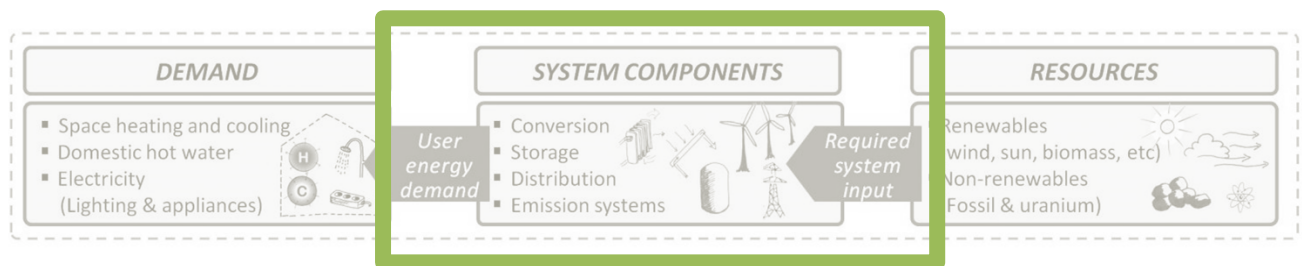 DEMAND
▪ Space heating and cooling
▪ Domestic hot water
▪ Electricity
(Lighting & appliances)
H
C
User
energy
demand
SYSTEM COMPONENTS
▪ Conversion
▪ Storage
▪ Distribution
▪ Emission systems
Required
system
input
RESOURCES
Renewables
wind, sun, biomass, etc)
Non-renewables
Fossil & uranium)